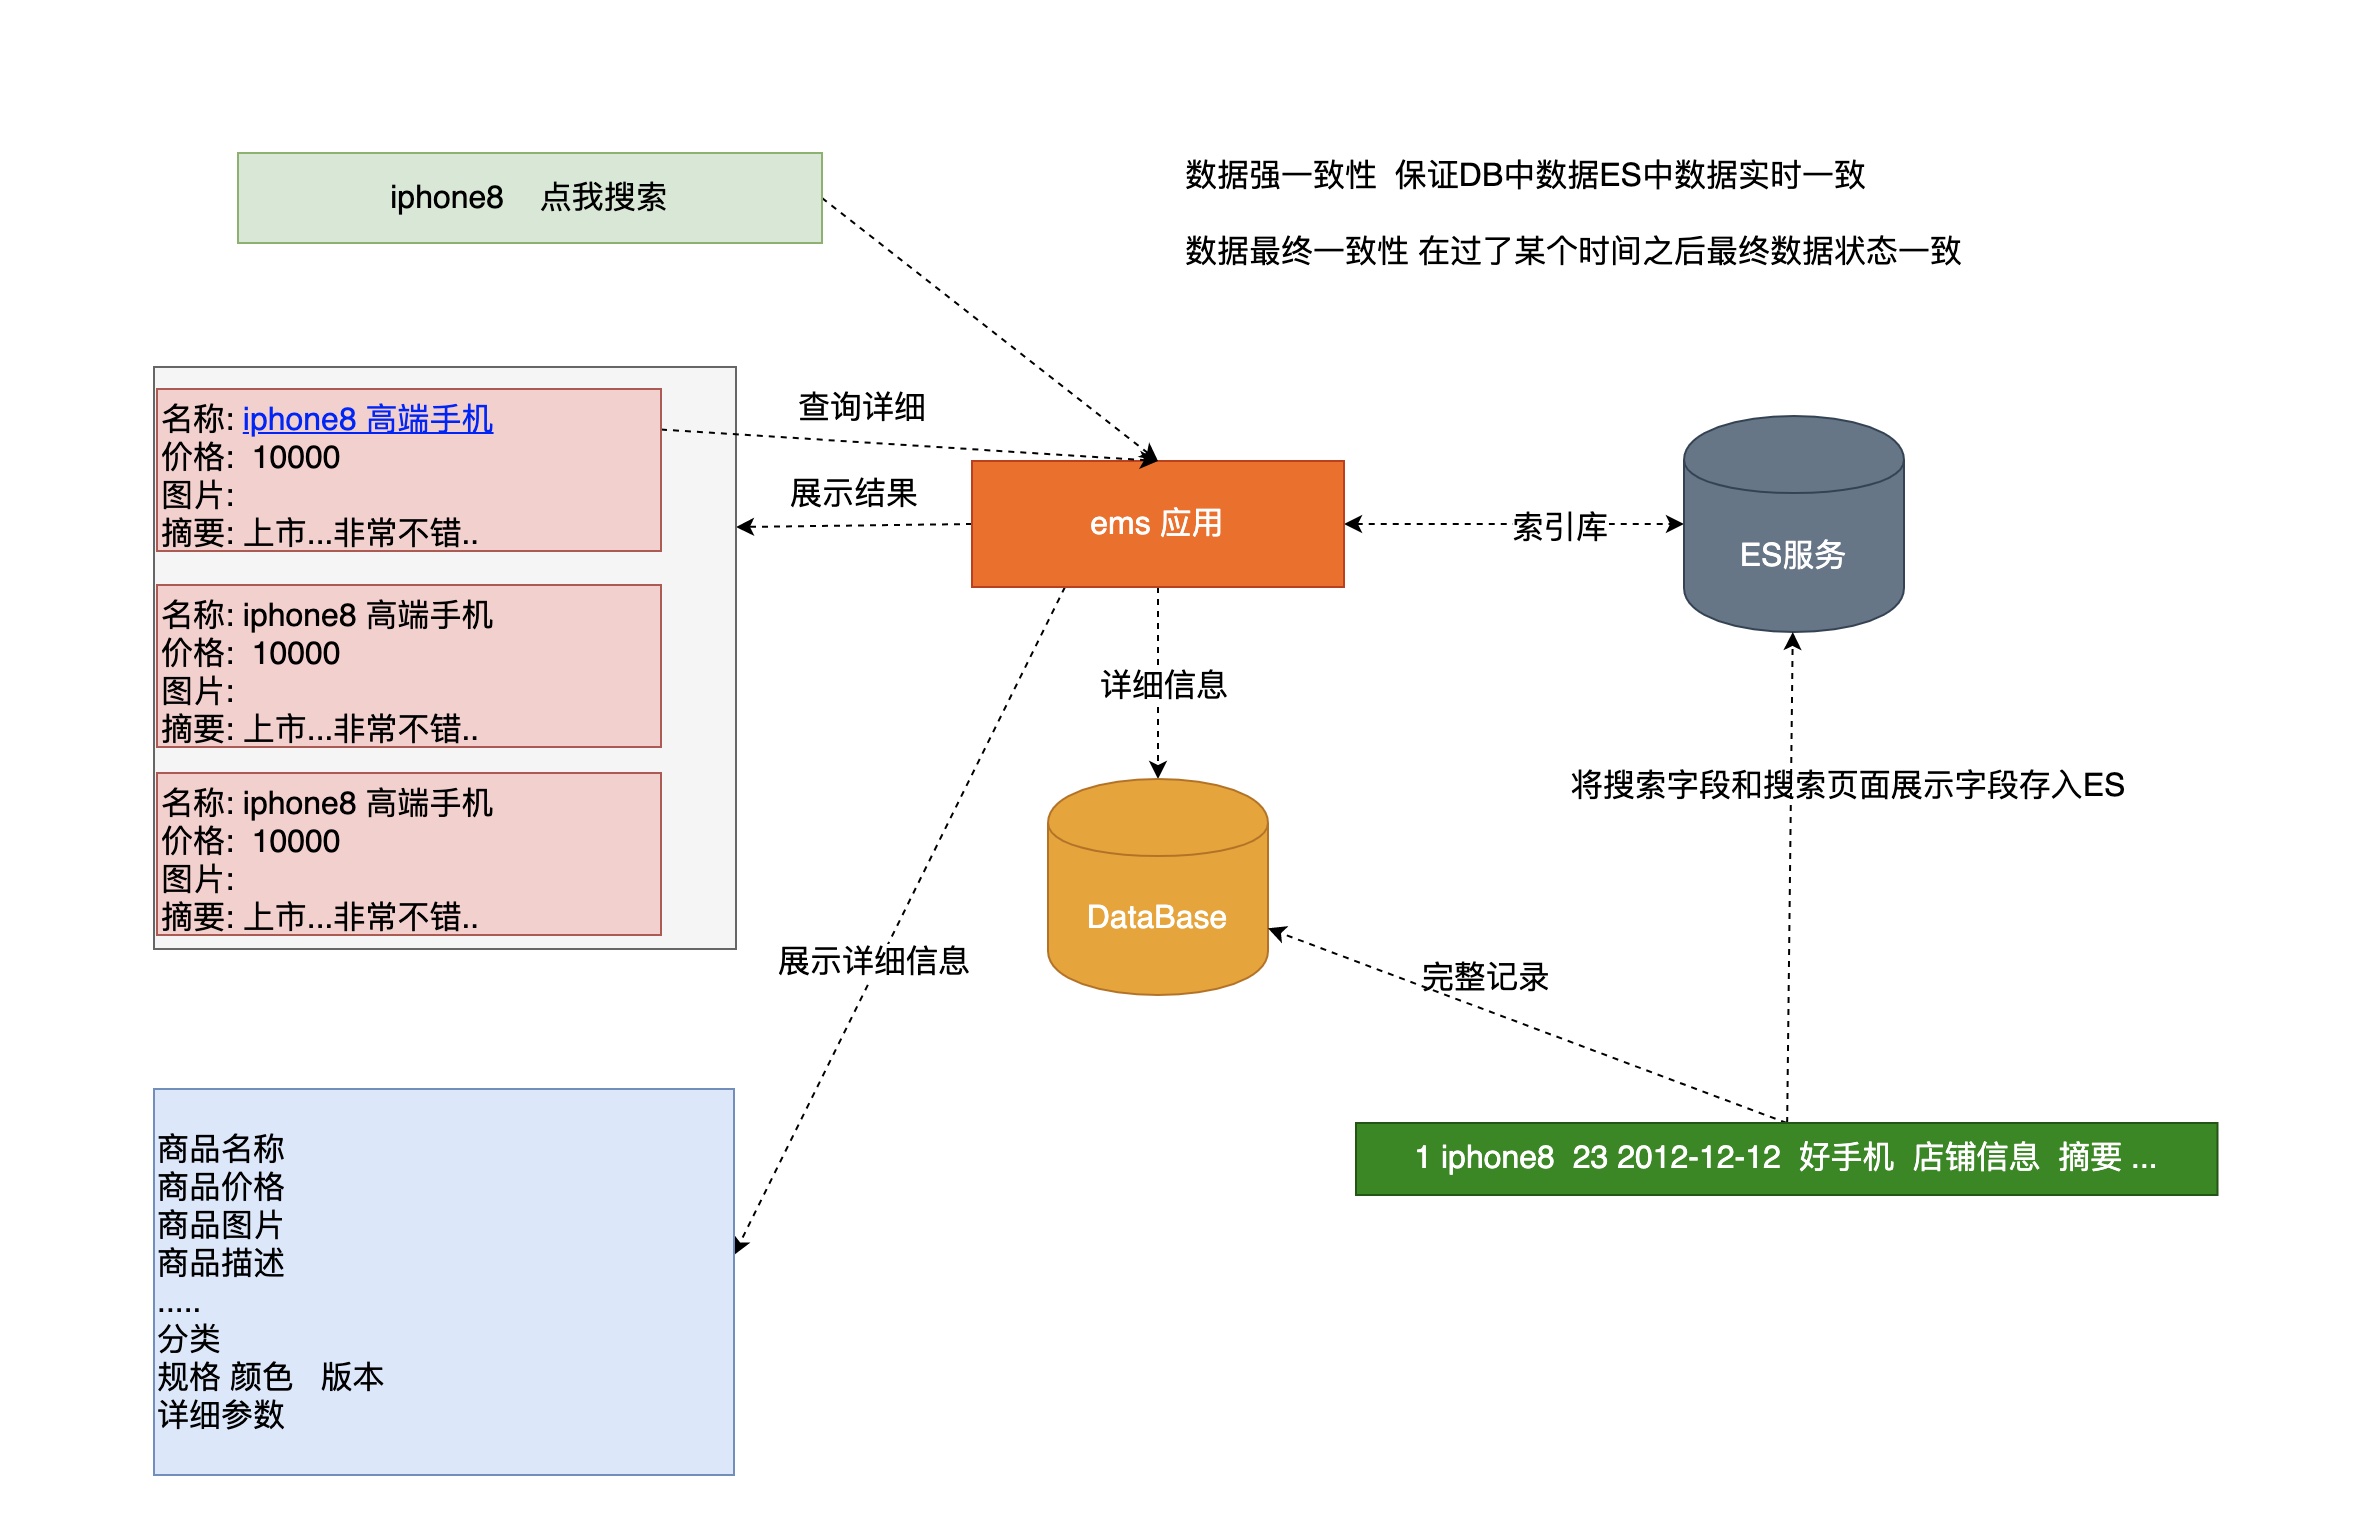 iphone8 点我搜索
数据强一致性 保证DB中数据ES中数据实时一致
数据最终一致性 在过了某个时间之后最终数据状态一致
名称: iphone8 高端手机
价格: 10000
图片:
摘要: 上市...非常不错..
名称: iphone8 高端手机
价格: 10000
图片:
摘要: 上市...非常不错..
名称: iphone8 高端手机
价格: 10000
图片:
摘要: 上市...非常不错..
查询详细
展示结果
ems 应用
索引库
ES服务
详细信息
将搜索字段和搜索页面展示字段存入ES
DataBase
展示详细信息
完整记录
1 iphone8 23 2012-12-12 好手机 店铺信息 摘要 ...
商品名称
商品价格
商品图片
商品描述
.....
分类
规格 颜色 版本
详细参数